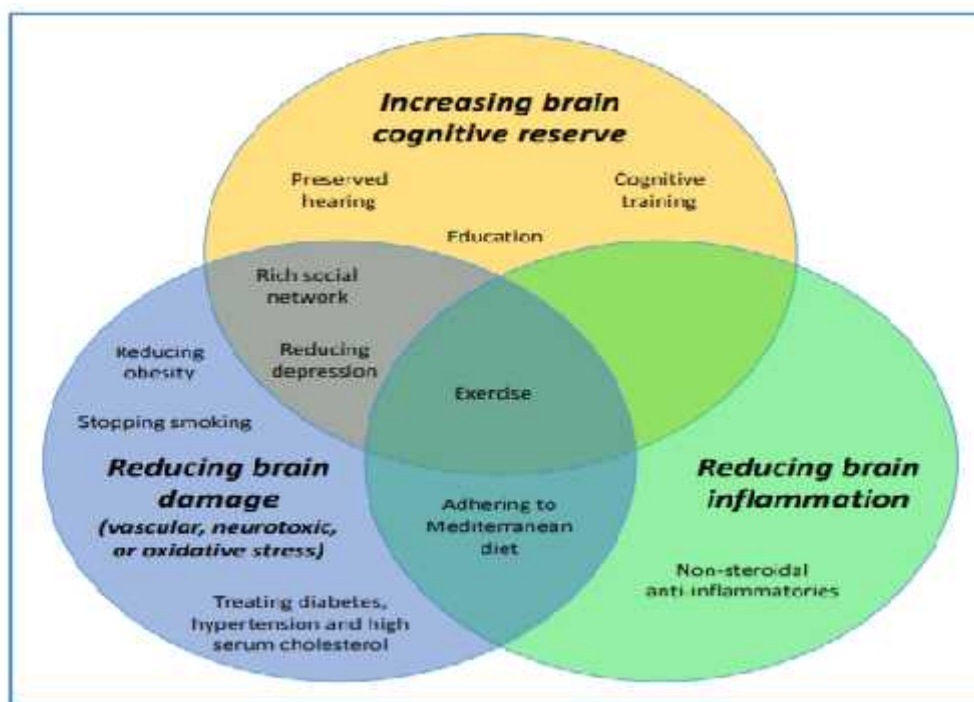 Increasing brain
cognitive reserve
Preserved
hearing
Cognitive
training
Education
Rich social
network
Reducing
obesity
Reducing
depression
Exercise
Stopping smoking
Reducing brain
damage
(vascular, neurotoxic,
or oxidative stress)
Reducing brain
inflammation
Adhering to
Mediterranean
diet
Non-steroidal
anti-inflammatories
Treating diabetes,
hypertension and high
serum cholesterol